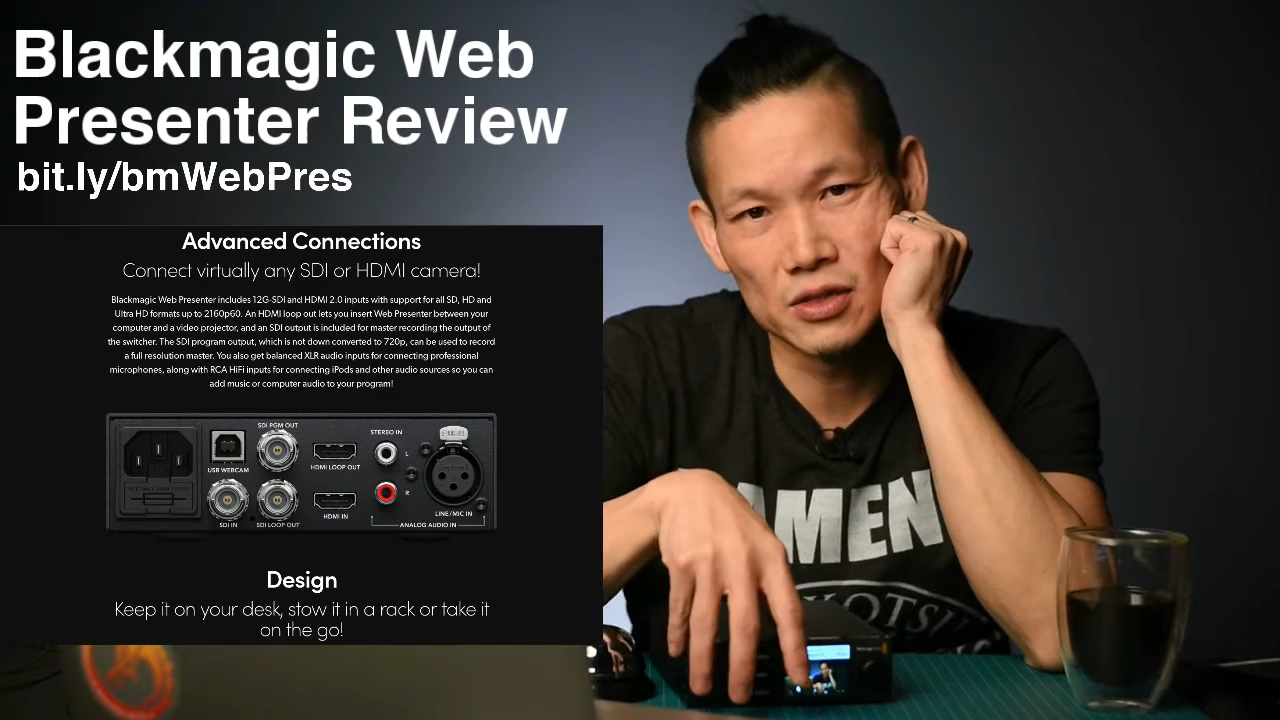 Blackmagic Web
Presenter Review
bit.ly/bmWebPres
Advanced Connections
Connect virtually any SDI or HDMI camera!
Blackmagic Web Presenter includes 12G-SDI and HDMI 2.0 inputs with support for all SD, HD and
Ultra HD formats up to 2160p60. An HDMI loop out lets you insert Web Presenter between your
computer and a video projector, and an SDI output is included for master recording the output of
the switcher. The SDI program output, which is not down converted to 720p, can be used to record
a full resolution master. You also get balanced XLR audio inputs for connecting professional
microphones, along with RCA HiFi inputs for connecting iPods and other audio sources so you can
add music or computer audio to your program!
SDI PGM OUT
STEREO IN
USB WEBCAM
HDMI LOOP OUT
L
PUSH
R
SDI IN
SDI LOOP OUT
HDMI IN
LINE/MIC IN
ANALOG AUDIO IN
Design
Keep it on your desk, stow it in a rack or take it
on the go!
AMEN
KOTSU